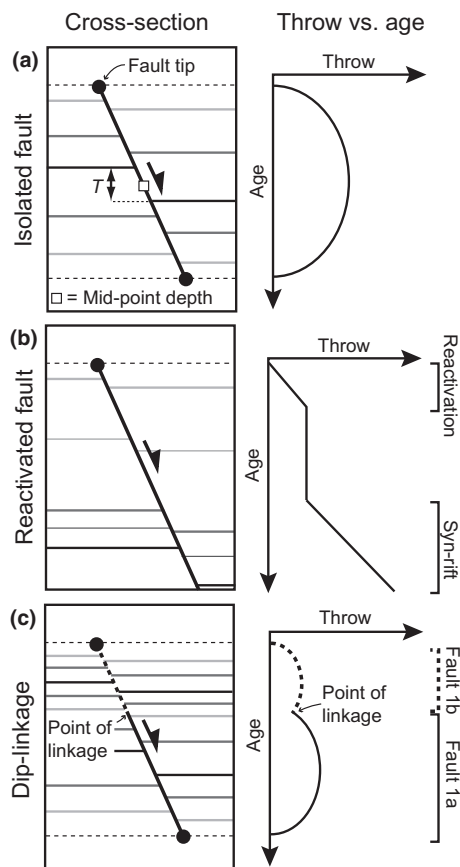 Cross-section
Throw vs. age
(a)
Isolated fault
Fault tip
T
□ = Mid-point depth
Throw
Age
(b)
Reactivated fault
Throw
Age
Reactivation
Syn-rift
(c)
Dip-linkage
Point of
linkage
Throw
Age
Point of
linkage
Fault 1b
Fault 1a